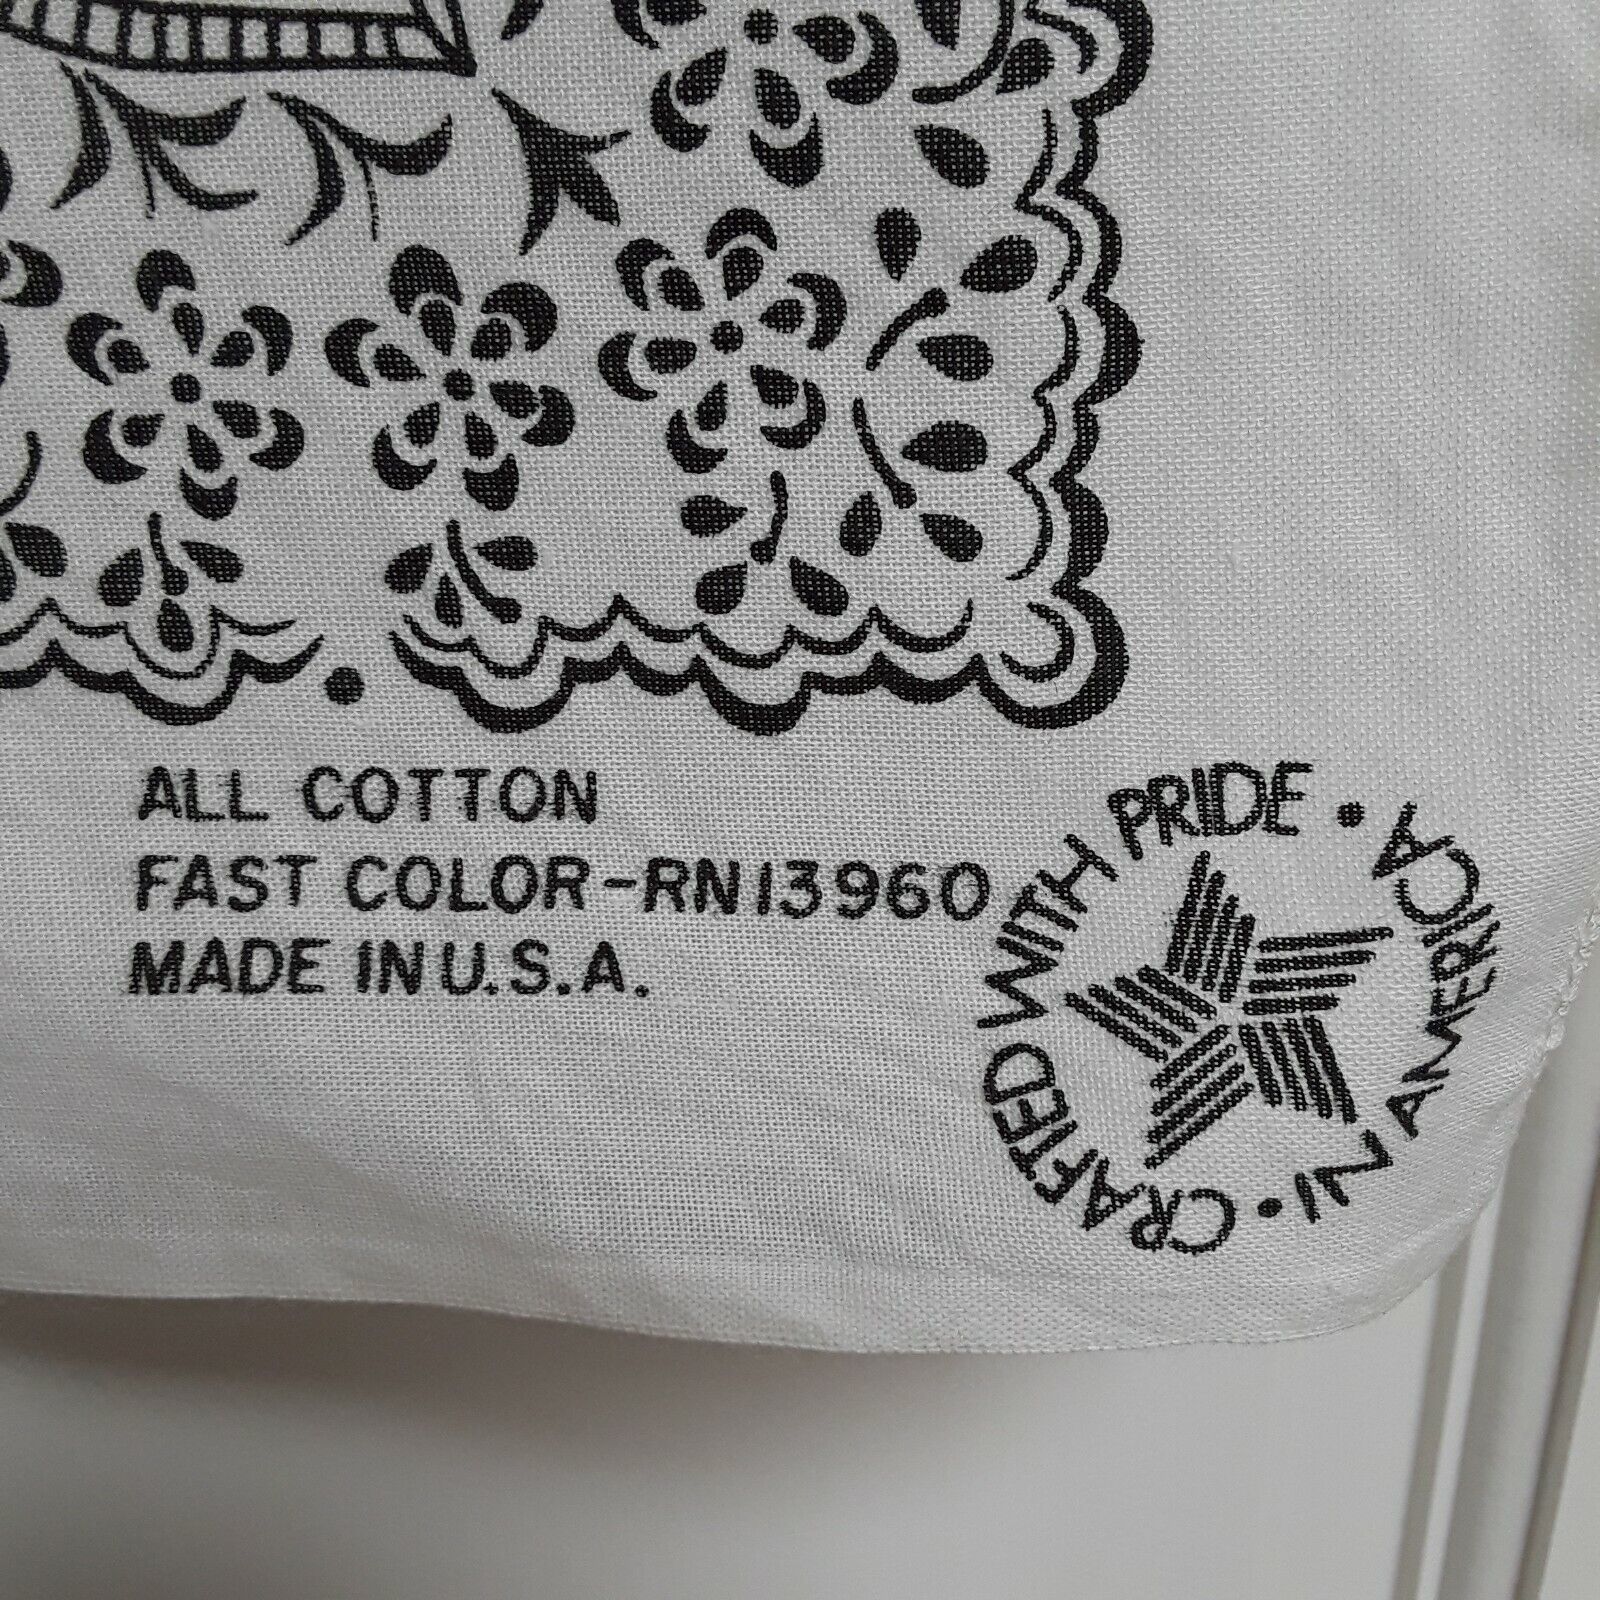 ALL COTTON
FAST COLOR-RN13960
MADE IN U.S.A.
CRAFTED WITH PRIDE • IN AMERICA •